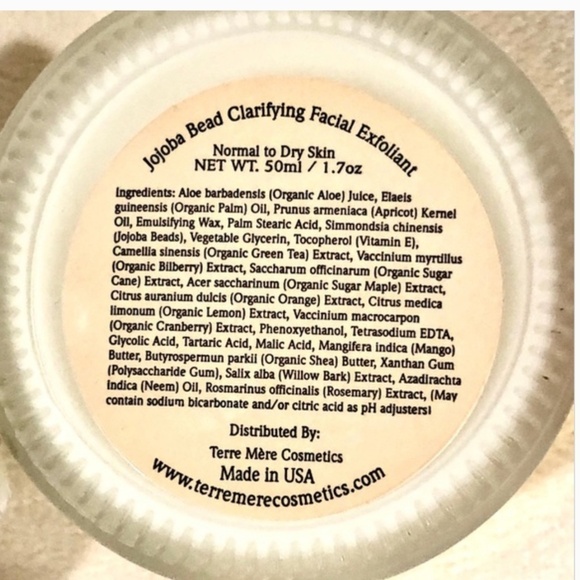 Jojoba Bead Clarifying Facial Exfoliant
Normal to Dry Skin
NET WT. 50ml / 1.7oz
Ingredients: Aloe barbadensis (Organic Aloe) Juice, Elaeis
guineensis (Organic Palm) Oil, Prunus armeniaca (Apricot) Kernel
Oil, Emulsifying Wax, Palm Stearic Acid, Simmondsia chinensis
(Jojoba Beads), Vegetable Glycerin, Tocopherol (Vitamin E),
Camellia sinensis (Organic Green Tea) Extract, Vaccinium myrtillus
(Organic Bilberry) Extract, Saccharum officinarum (Organic Sugar
Cane) Extract, Acer saccharinum (Organic Sugar Maple) Extract,
Citrus aurantium dulcis (Organic Orange) Extract, Citrus medica
limonum (Organic Lemon) Extract, Vaccinium macrocarpon
(Organic Cranberry) Extract, Phenoxyethanol, Tetrasodium EDTA,
Glycolic Acid, Tartaric Acid, Malic Acid, Mangifera indica (Mango)
Butter, Butyrospermun parkii (Organic Shea) Butter, Xanthan Gum
(Polysaccharide Gum), Salix alba (Willow Bark) Extract, Azadirachta
indica (Neem) Oil, Rosmarinus officinalis (Rosemary) Extract, (May
contain sodium bicarbonate and/or citric acid as pH adjusters)
Distributed By:
Terre Mère Cosmetics
Made in USA
www.terremerecosmetics.com